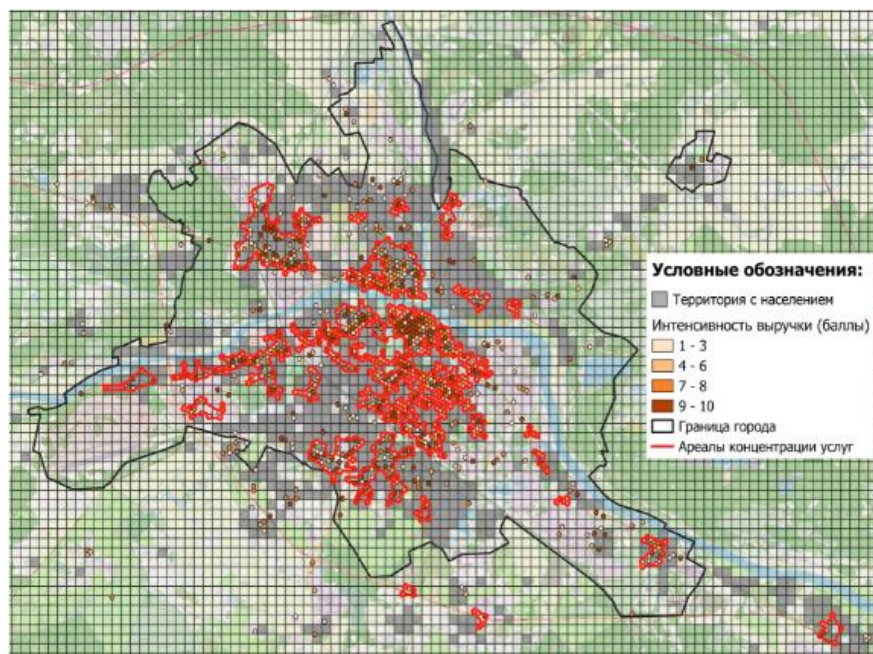 Условные обозначения:
Территория с населением
Интенсивность выручки (баллы)
1 - 3
4 - 6
7 - 8
9 - 10
Граница города
Ареалы концентрации услуг